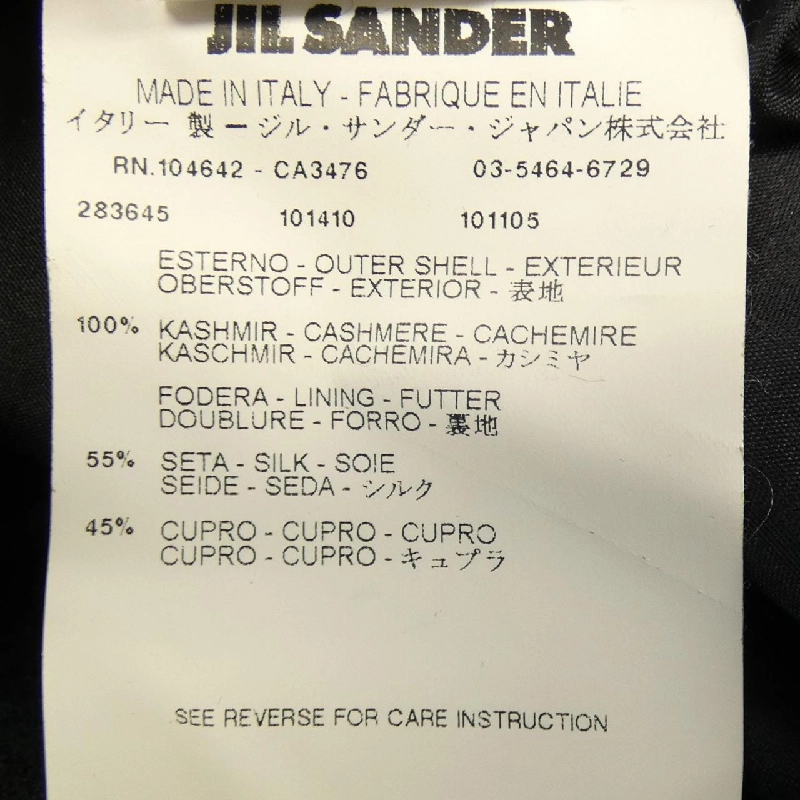 JIL SANDER
MADE IN ITALY - FABRIQUE EN ITALIE
イタリー 製 ー ジル・サンダー・ジャパン株式会社
RN.104642 - CA3476 03-5464-6729
283645 101410 101105
ESTERNO - OUTER SHELL - EXTERIEUR
OBERSTOFF - EXTERIOR - 表地
100% KASHMIR - CASHMERE - CACHEMIRE
KASCHMIR - CACHEMIRA - カシミヤ
FODERA - LINING - FUTTER
DOUBLURE - FORRO - 裏地
55% SETA - SILK - SOIE
SEIDE - SEDA - シルク
45% CUPRO - CUPRO - CUPRO
CUPRO - CUPRO - キュプラ
SEE REVERSE FOR CARE INSTRUCTION